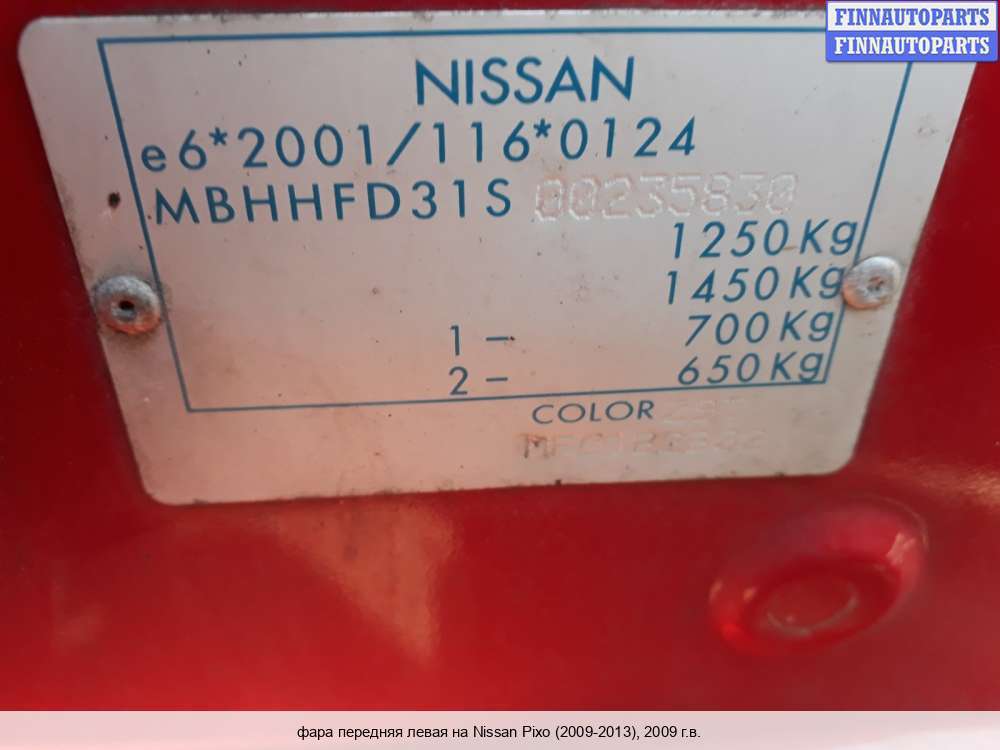 FINNAUTOPARTS
FINNAUTOPARTS
NISSAN
e6*2001/116*0124
MBHHFD31S 00235830
1250Kg
1450Kg
1 - 700Kg
2 - 650Kg
COLOR
фара передняя левая на Nissan Pixo (2009-2013), 2009 г.в.